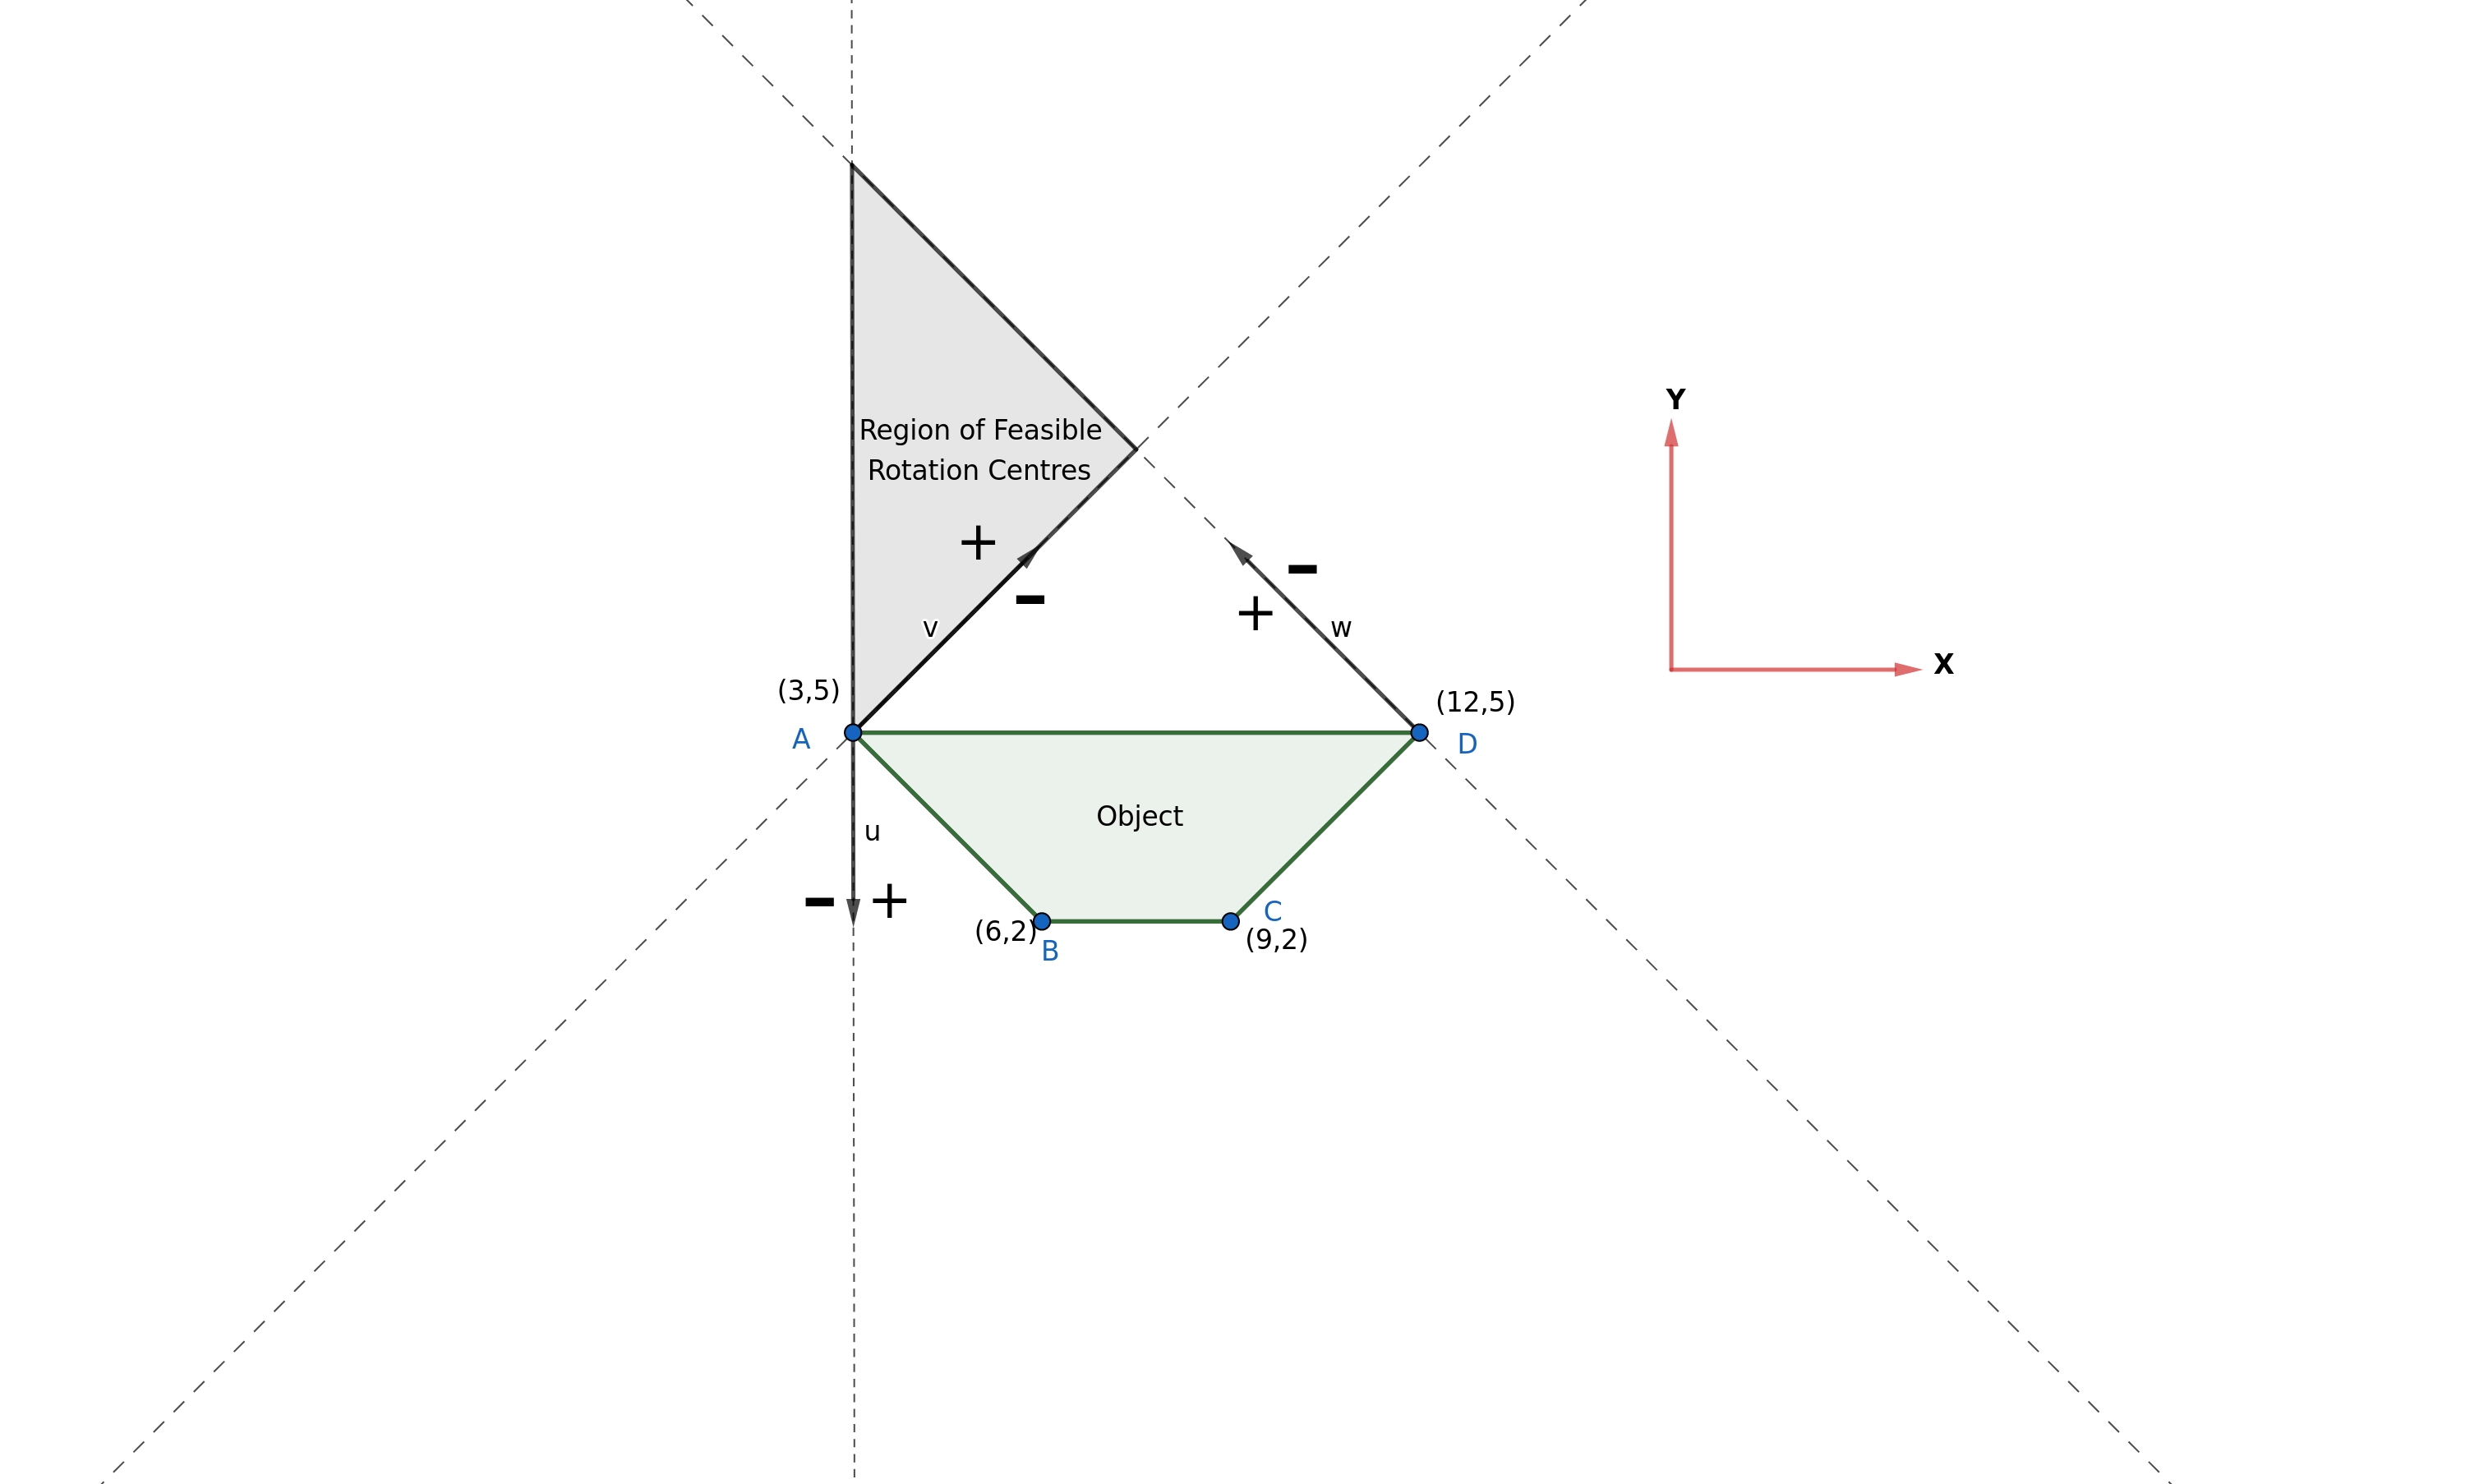 Y
X
Region of Feasible
Rotation Centres
+
-
-
+
v
w
(3,5)
(12,5)
A
D
Object
u
- +
C
(6,2)
(9,2)
B